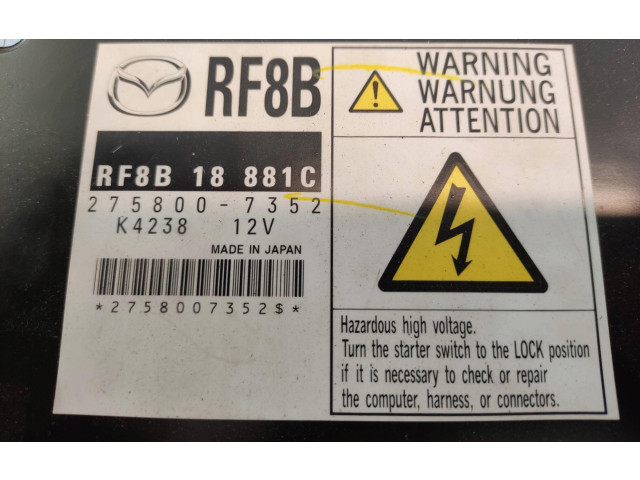 RF8B
RF8B 18 881C
275800-7352
K4238 12V
MADE IN JAPAN
*2758007352$*
WARNING
WARNUNG
ATTENTION
Hazardous high voltage.
Turn the starter switch to the LOCK position
if it is necessary to check or repair
the computer, harness, or connectors.